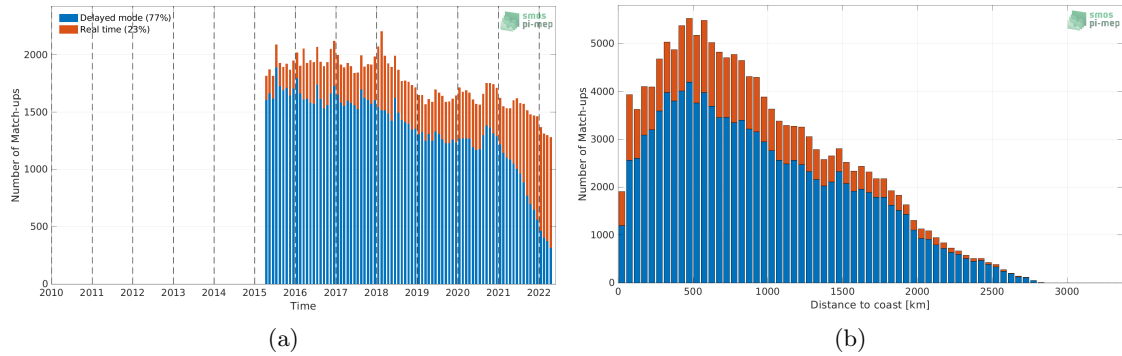 Delayed mode (77%)
Real time (23%)
smos
pi-mep
Number of Match-ups
2000
1500
1000
500
0
2010 2011 2012 2013 2014 2015 2016 2017 2018 2019 2020 2021 2022
Time
(a)
smos
pi-mep
Number of Match-ups
5000
4000
3000
2000
1000
0
0 500 1000 1500 2000 2500 3000
Distance to coast [km]
(b)